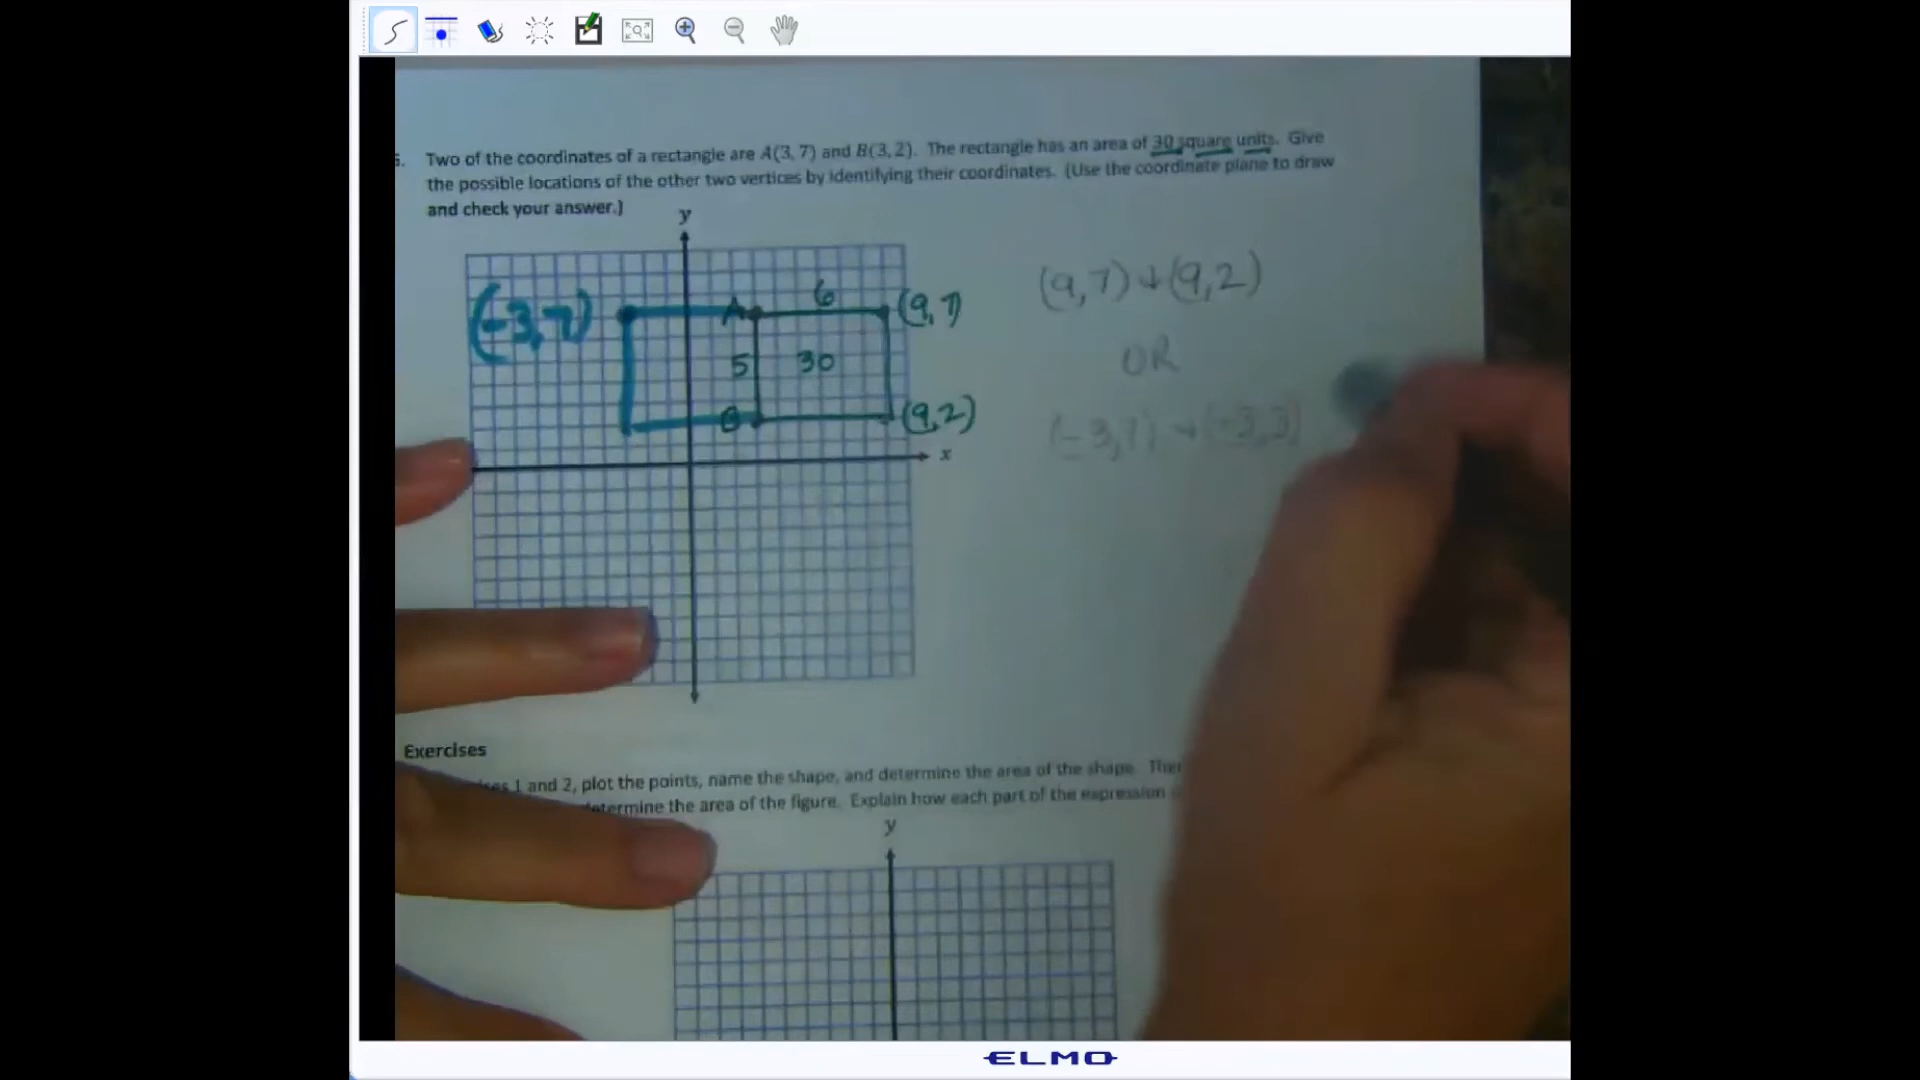 5. Two of the coordinates of a rectangle are A(3, 7) and B(3, 2). The rectangle has an area of 30 square units. Give
the possible locations of the other two vertices by identifying their coordinates. (Use the coordinate plane to draw
and check your answer.)
y
(-3,7)
A
6
(9,7)
5
30
B
(9,2)
x
(9,7) + (9,2)
OR
(-3,7) +
Exercises
1 and 2, plot the points, name the shape, and determine the area of the shape.
determine the area of the figure. Explain how each part of the expression
y
ELMO